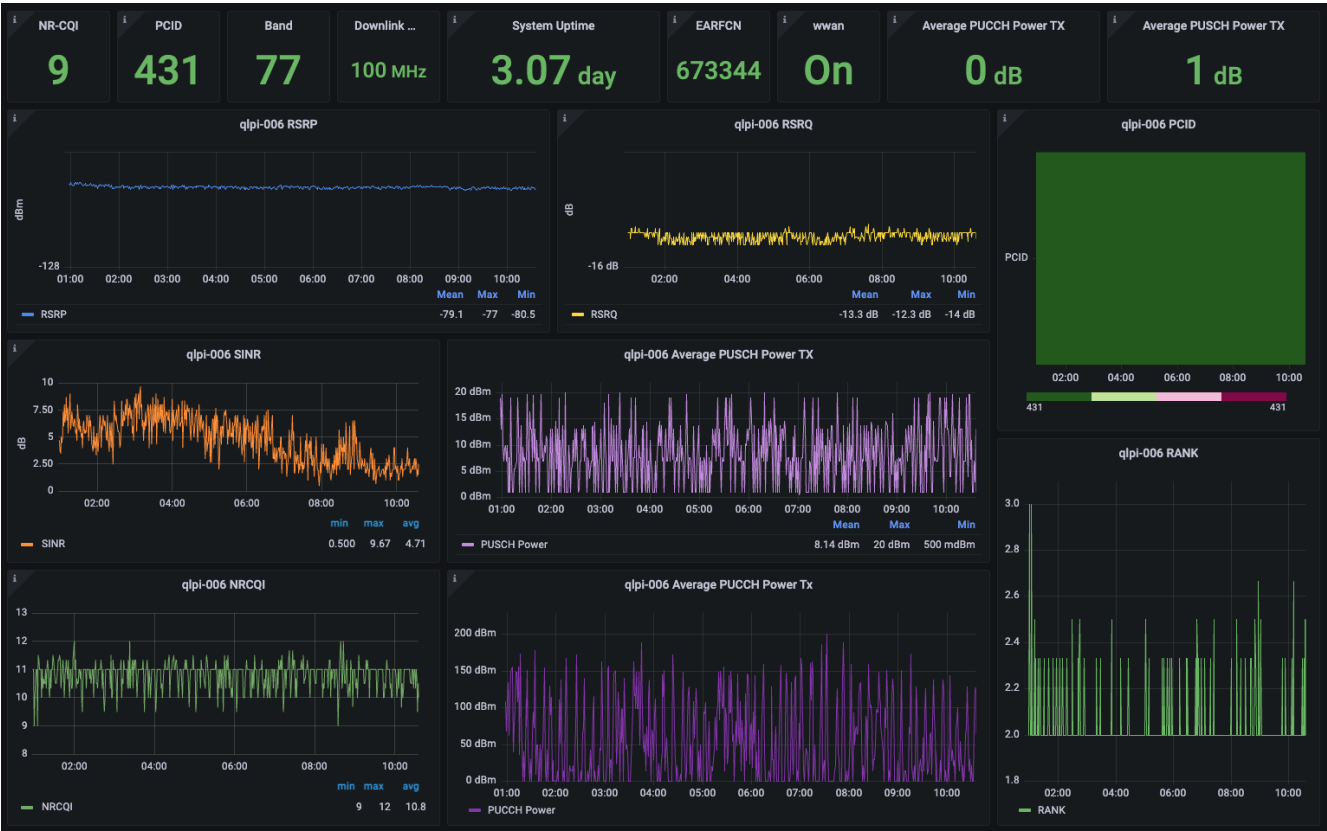 NR-CQI
9
PCID
431
Band
77
Downlink ...
100 MHz
System Uptime
3.07 day
EARFCN
673344
wwan
On
Average PUCCH Power TX
0 dB
Average PUSCH Power TX
1 dB
qlpi-006 RSRP
dBm
-128
01:00 02:00 03:00 04:00 05:00 06:00 07:00 08:00 09:00 10:00
Mean Max Min
RSRP -79.1 -77 -80.5
qlpi-006 RSRQ
dB
-16 dB
02:00 04:00 06:00 08:00 10:00
Mean Max Min
RSRQ -13.3 dB -12.3 dB -14 dB
qlpi-006 PCID
PCID
02:00 04:00 06:00 08:00 10:00
431 431
qlpi-006 SINR
10
7.50
5
2.50
0
dB
02:00 04:00 06:00 08:00 10:00
min max avg
SINR 0.500 9.67 4.71
qlpi-006 Average PUSCH Power TX
20 dBm
15 dBm
10 dBm
5 dBm
0 dBm
01:00 02:00 03:00 04:00 05:00 06:00 07:00 08:00 09:00 10:00
Mean Max Min
PUSCH Power 8.14 dBm 20 dBm 500 mdBm
qlpi-006 RANK
3.0
2.8
2.6
2.4
2.2
2.0
1.8
02:00 04:00 06:00 08:00 10:00
RANK
qlpi-006 NRCQI
13
12
11
10
9
8
02:00 04:00 06:00 08:00 10:00
min max avg
NRCQI 9 12 10.8
qlpi-006 Average PUCCH Power Tx
200 dBm
150 dBm
100 dBm
50 dBm
0 dBm
01:00 02:00 03:00 04:00 05:00 06:00 07:00 08:00 09:00 10:00
PUCCH Power